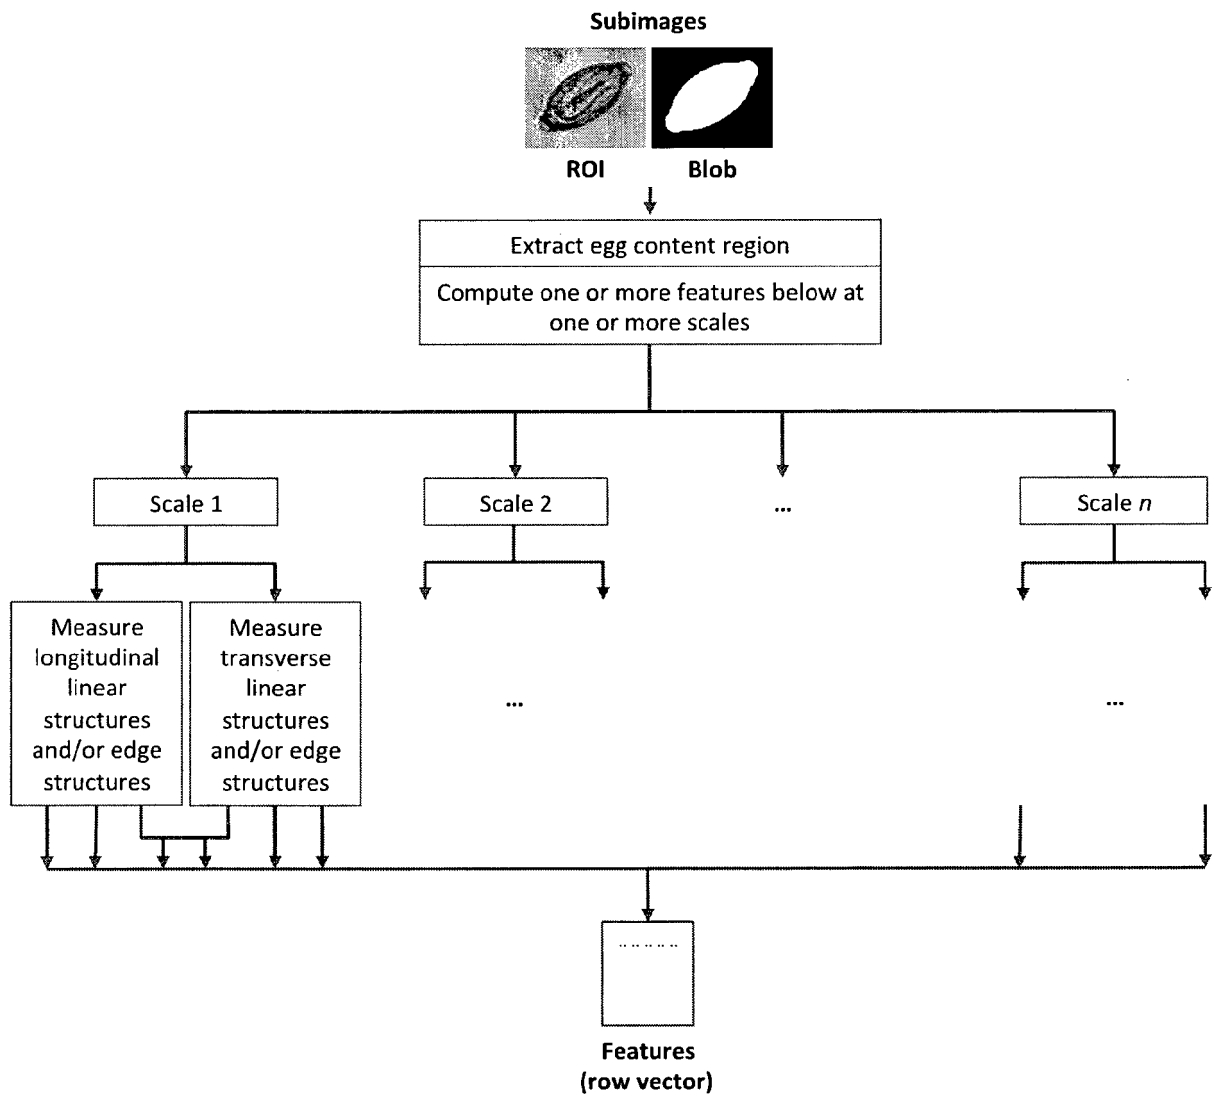 Subimages
ROI
Blob
Extract egg content region
Compute one or more features below at
one or more scales
Scale 1
Scale 2
...
Scale n
Measure
longitudinal
linear
structures
and/or edge
structures
Measure
transverse
linear
structures
and/or edge
structures
...
...
.. .. .. .. ..
Features
(row vector)